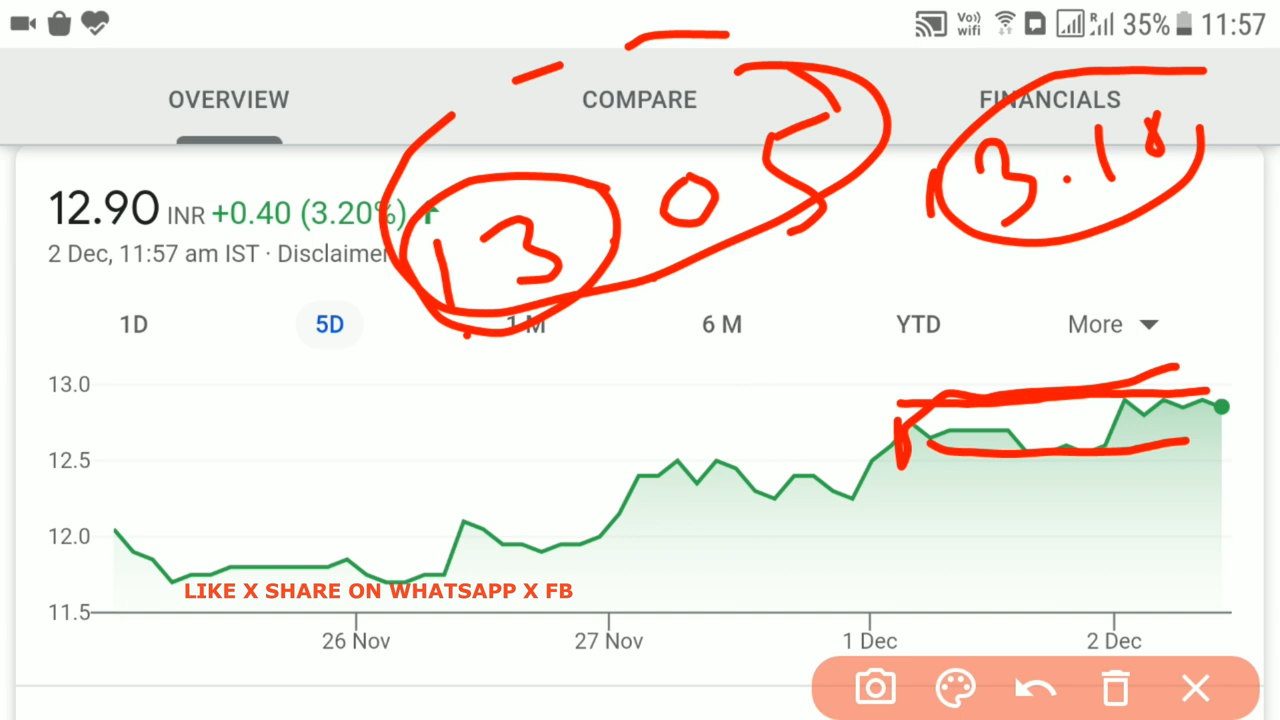 Vo)) wifi R 35% 11:57
OVERVIEW COMPARE FINANCIALS
13 05 3.18
12.90 INR +0.40 (3.20%)
2 Dec, 11:57 am IST · Disclaimer
1D 5D 1 M 6 M YTD More
13.0
12.5
12.0
LIKE X SHARE ON WHATSAPP X FB
11.5
26 Nov 27 Nov 1 Dec 2 Dec